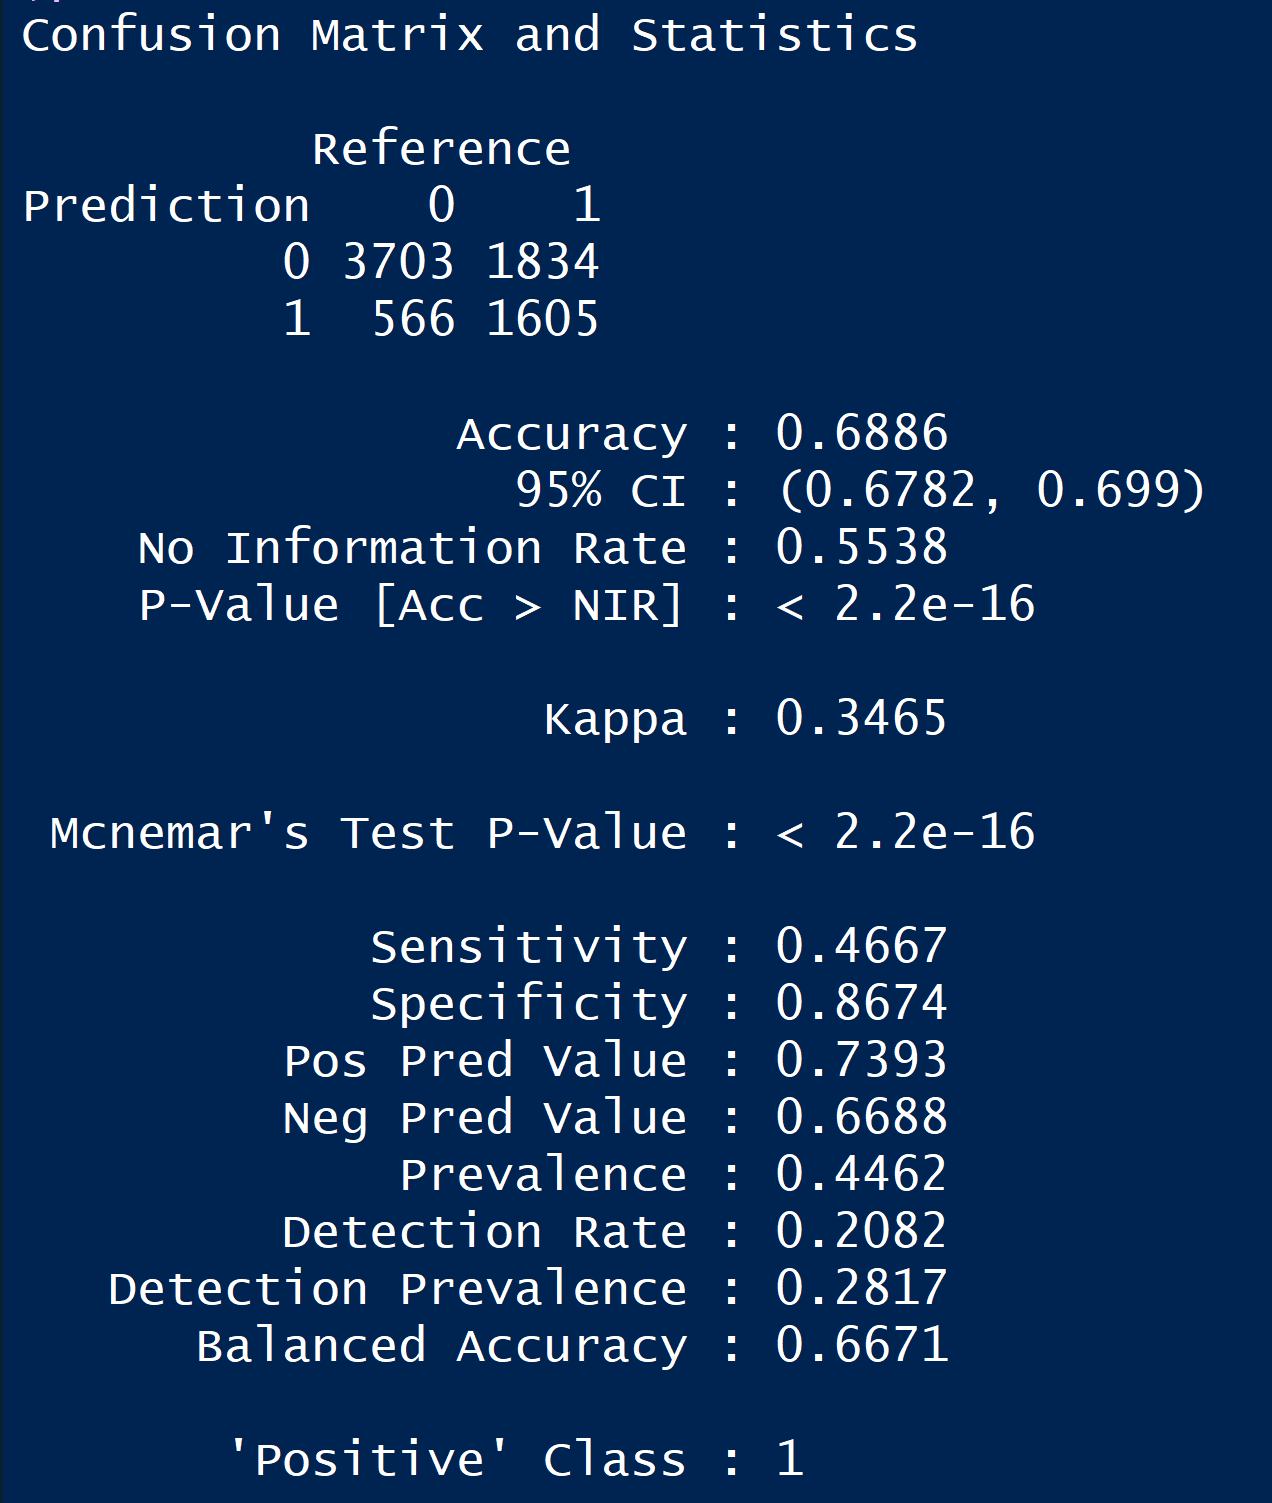 Confusion Matrix and Statistics
Reference
Prediction 0 1
0 3703 1834
1 566 1605
Accuracy : 0.6886
95% CI : (0.6782, 0.699)
No Information Rate : 0.5538
P-Value [Acc > NIR] : < 2.2e-16
Kappa : 0.3465
Mcnemar's Test P-Value : < 2.2e-16
Sensitivity : 0.4667
Specificity : 0.8674
Pos Pred Value : 0.7393
Neg Pred Value : 0.6688
Prevalence : 0.4462
Detection Rate : 0.2082
Detection Prevalence : 0.2817
Balanced Accuracy : 0.6671
'Positive' Class : 1